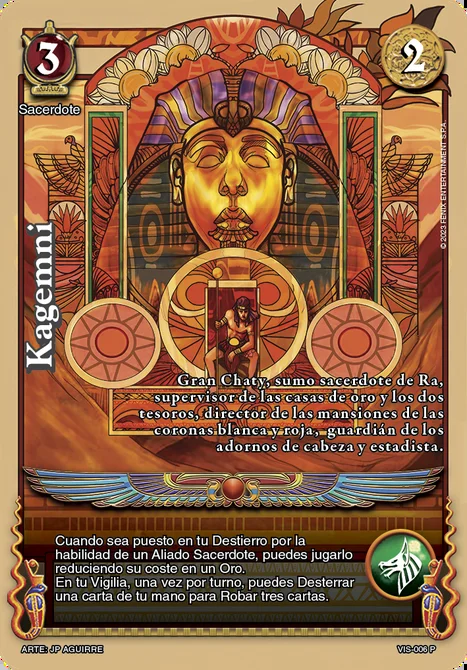 3
2
Sacerdote
© 2023 FENIX ENTERTAINMENT S.P.A.
Kagemni
Gran Chaty, sumo sacerdote de Ra,
supervisor de las casas de oro y los dos
tesoros, director de las mansiones de las
coronas blanca y roja, guardián de los
adornos de cabeza y estadista.
Cuando sea puesto en tu Destierro por la
habilidad de un Aliado Sacerdote, puedes jugarlo
reduciendo su coste en un Oro.
En tu Vigilia, una vez por turno, puedes Desterrar
una carta de tu mano para Robar tres cartas.
ARTE: JP AGUIRRE
VIS-006 P